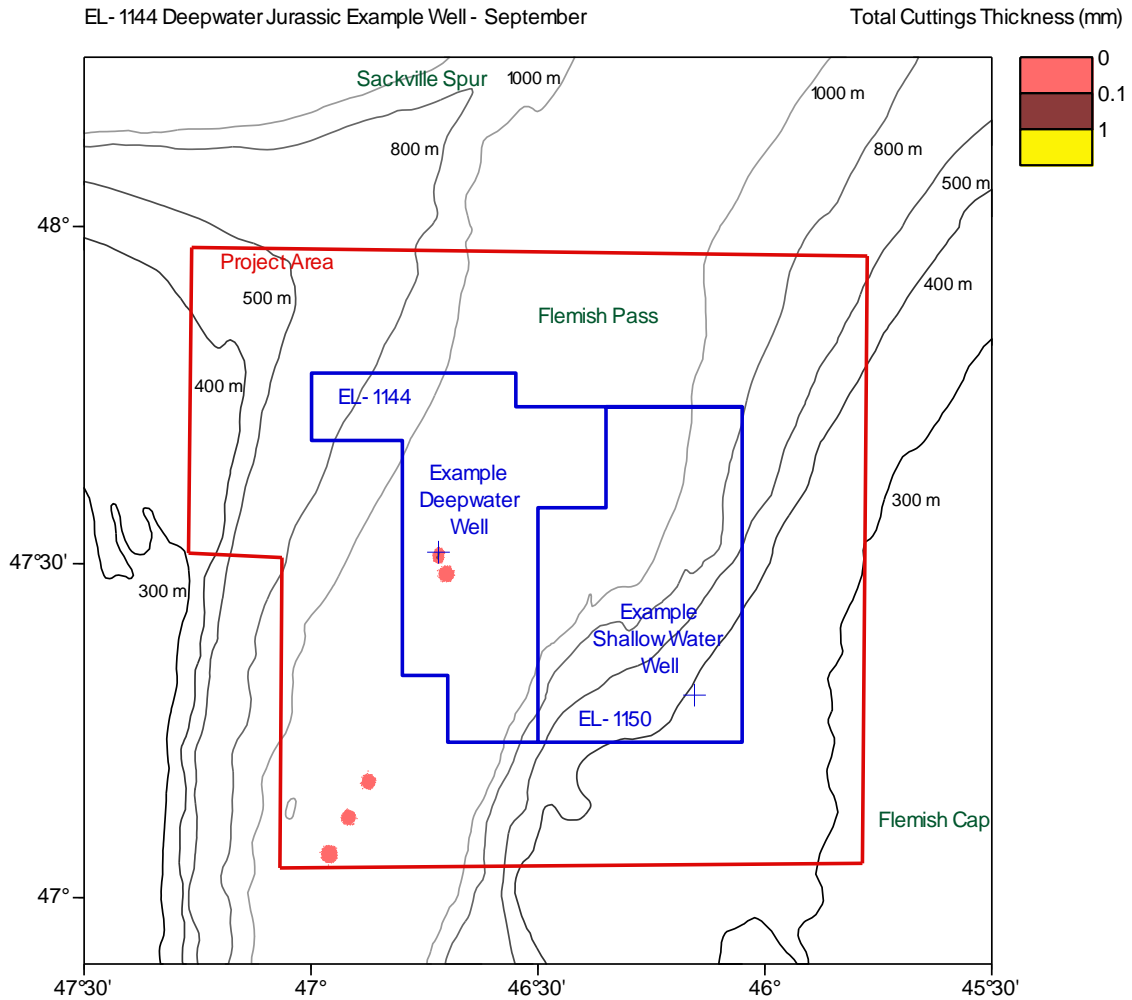 EL- 1144 Deepwater Jurassic Example Well - September
Total Cuttings Thickness (mm)
0
0.1
1
Sackville Spur
1000 m
1000 m
800 m
800 m
500 m
48°
Project Area
500 m
400 m
Flemish Pass
400 m
EL- 1144
Example
Deepwater
Well
300 m
47°30'
300 m
Example
Shallow Water
Well
EL- 1150
Flemish Cap
47°
47°30'
47°
46°30'
46°
45°30'